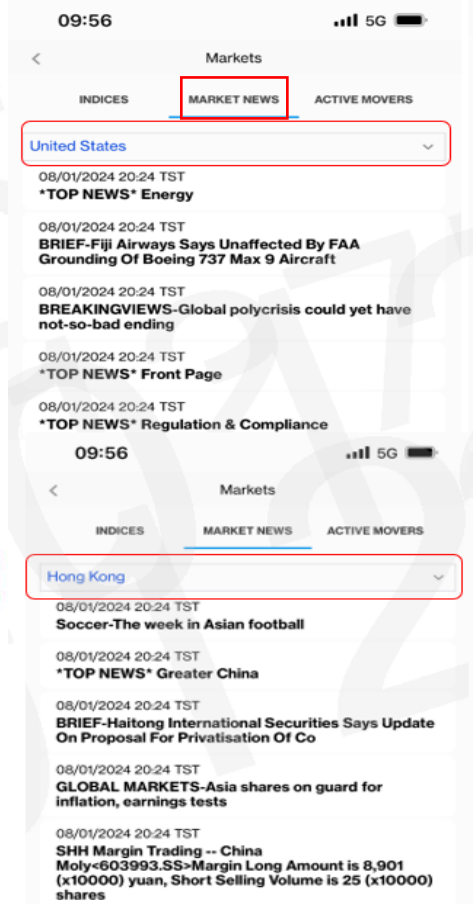 09:56 5G
Markets
INDICES MARKET NEWS ACTIVE MOVERS
United States
08/01/2024 20:24 TST
*TOP NEWS* Energy
08/01/2024 20:24 TST
BRIEF-Fiji Airways Says Unaffected By FAA
Grounding Of Boeing 737 Max 9 Aircraft
08/01/2024 20:24 TST
BREAKINGVIEWS-Global polycrisis could yet have
not-so-bad ending
08/01/2024 20:24 TST
*TOP NEWS* Front Page
08/01/2024 20:24 TST
*TOP NEWS* Regulation & Compliance
09:56 5G
Markets
INDICES MARKET NEWS ACTIVE MOVERS
Hong Kong
08/01/2024 20:24 TST
Soccer-The week in Asian football
08/01/2024 20:24 TST
*TOP NEWS* Greater China
08/01/2024 20:24 TST
BRIEF-Haitong International Securities Says Update
On Proposal For Privatisation Of Co
08/01/2024 20:24 TST
GLOBAL MARKETS-Asia shares on guard for
inflation, earnings tests
08/01/2024 20:24 TST
SHH Margin Trading -- China
Moly<603993.SS>Margin Long Amount is 8,901
(x10000) yuan, Short Selling Volume is 25 (x10000)
shares